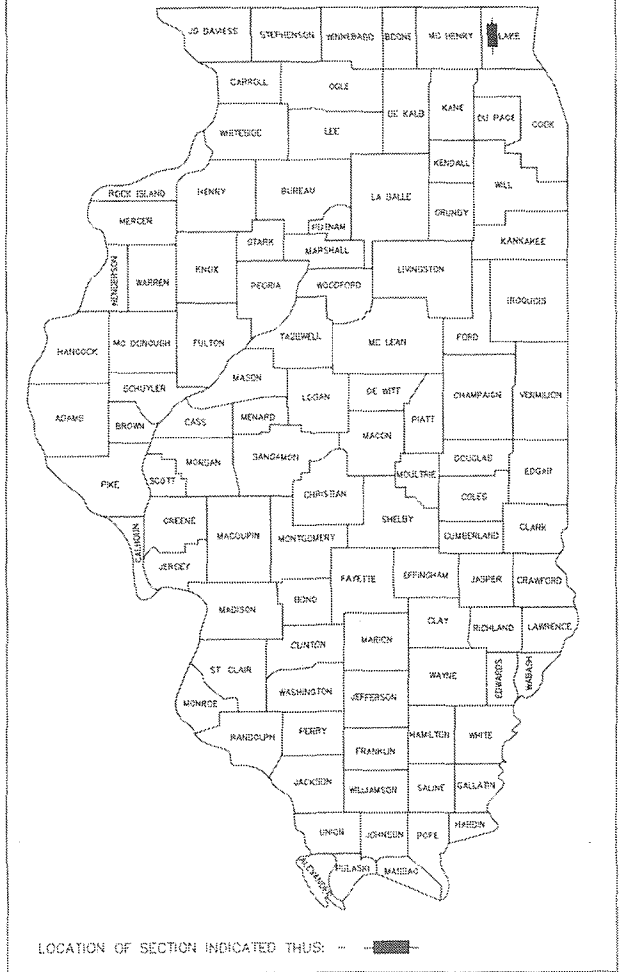 JO DAVIESS STEPHENSON WINNEBAGO BOONE MC HENRY LAKE
CARROLL OGLE
DE KALB KANE DU PAGE COOK
WHITESIDE LEE
KENDALL
WILL
ROCK ISLAND HENRY BUREAU LA SALLE
GRUNDY
MERCER PUTNAM
STARK MARSHALL KANKAKEE
HENDERSON WARREN KNOX PEORIA WOODFORD LIVINGSTON
IROQUOIS
HANCOCK MC DONOUGH FULTON TAZEWELL MC LEAN FORD
MASON
SCHUYLER LOGAN DE WITT CHAMPAIGN VERMILION
ADAMS BROWN CASS MENARD PIATT
MACON
PIKE SCOTT MORGAN SANGAMON MOULTRIE DOUGLAS EDGAR
CHRISTIAN COLES
CALHOUN GREENE MACOUPIN MONTGOMERY SHELBY CUMBERLAND CLARK
JERSEY FAYETTE EFFINGHAM JASPER CRAWFORD
MADISON BOND
CLAY RICHLAND LAWRENCE
CLINTON MARION
ST CLAIR WAYNE EDWARDS WABASH
MONROE WASHINGTON JEFFERSON
RANDOLPH PERRY HAMILTON WHITE
FRANKLIN
JACKSON WILLIAMSON SALINE GALLATIN
UNION JOHNSON POPE HARDIN
ALEXANDER PULASKI MASSAC
LOCATION OF SECTION INDICATED THUS: -